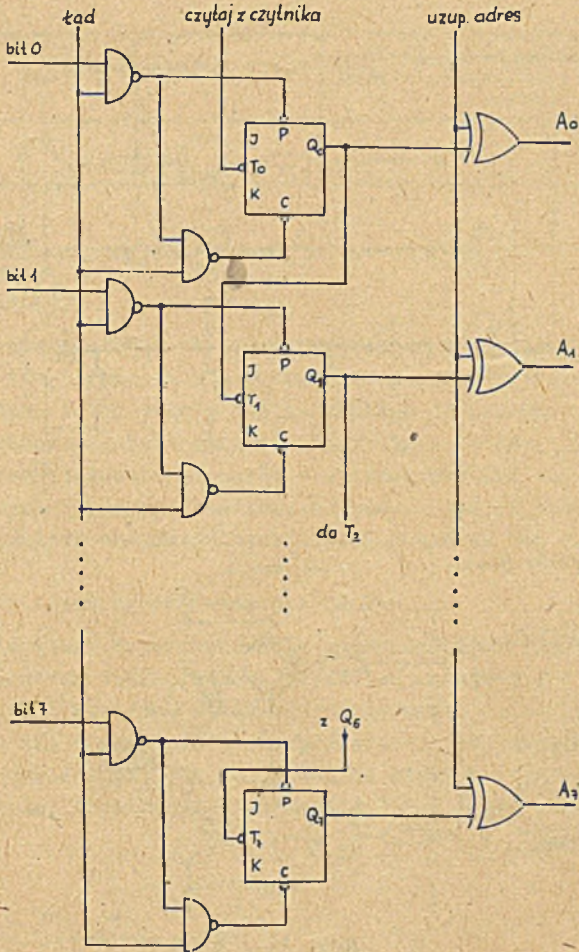 ład czytaj z czytnika uzup. adres
bit 0
J P Q0
T0
K C
A0
bit 1
J P Q1
T1
K C
A1
do T2
bit 7
z Q6
J P Q7
T7
K C
A7